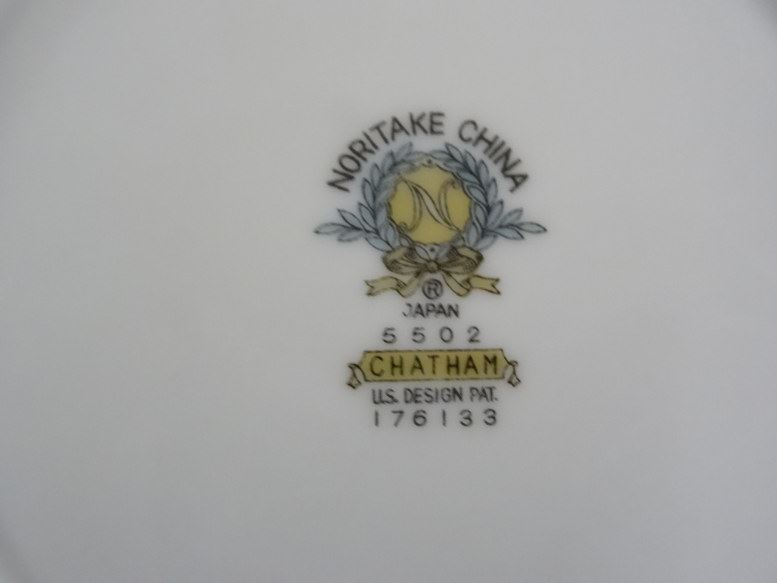 NORITAKE CHINA
N
®
JAPAN
5502
CHATHAM
U.S. DESIGN PAT.
176133